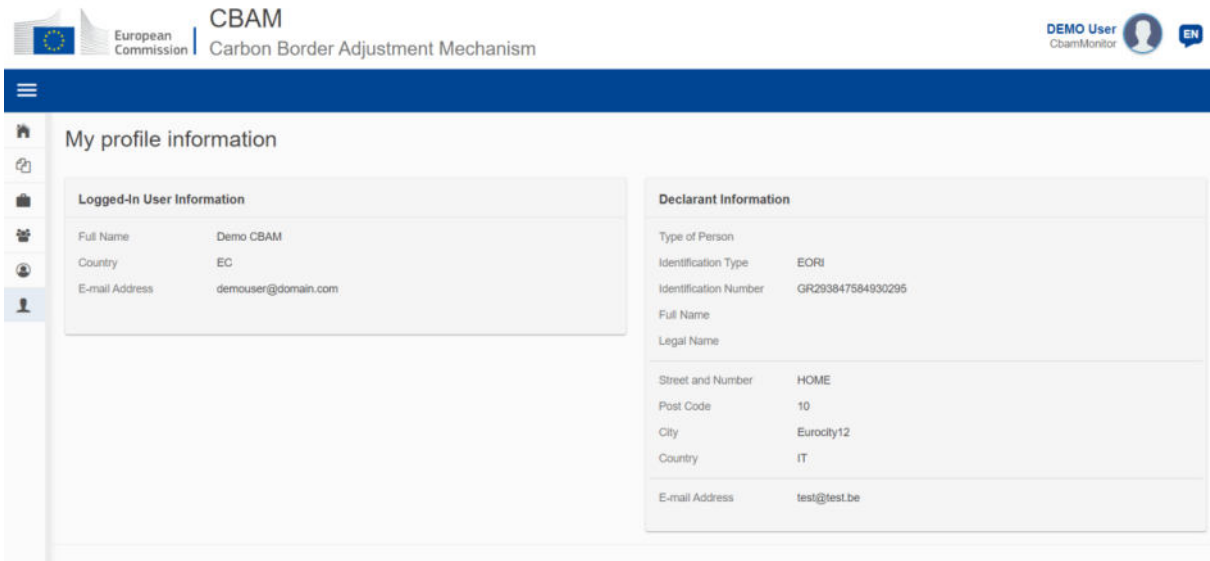 European
Commission
CBAM
Carbon Border Adjustment Mechanism
DEMO User
CbamMonitor
EN
My profile information
Logged-In User Information
Full Name Demo CBAM
Country EC
E-mail Address demouser@domain.com
Declarant Information
Type of Person
Identification Type EORI
Identification Number GR293847584930295
Full Name
Legal Name
Street and Number HOME
Post Code 10
City Eurocity12
Country IT
E-mail Address test@test.be